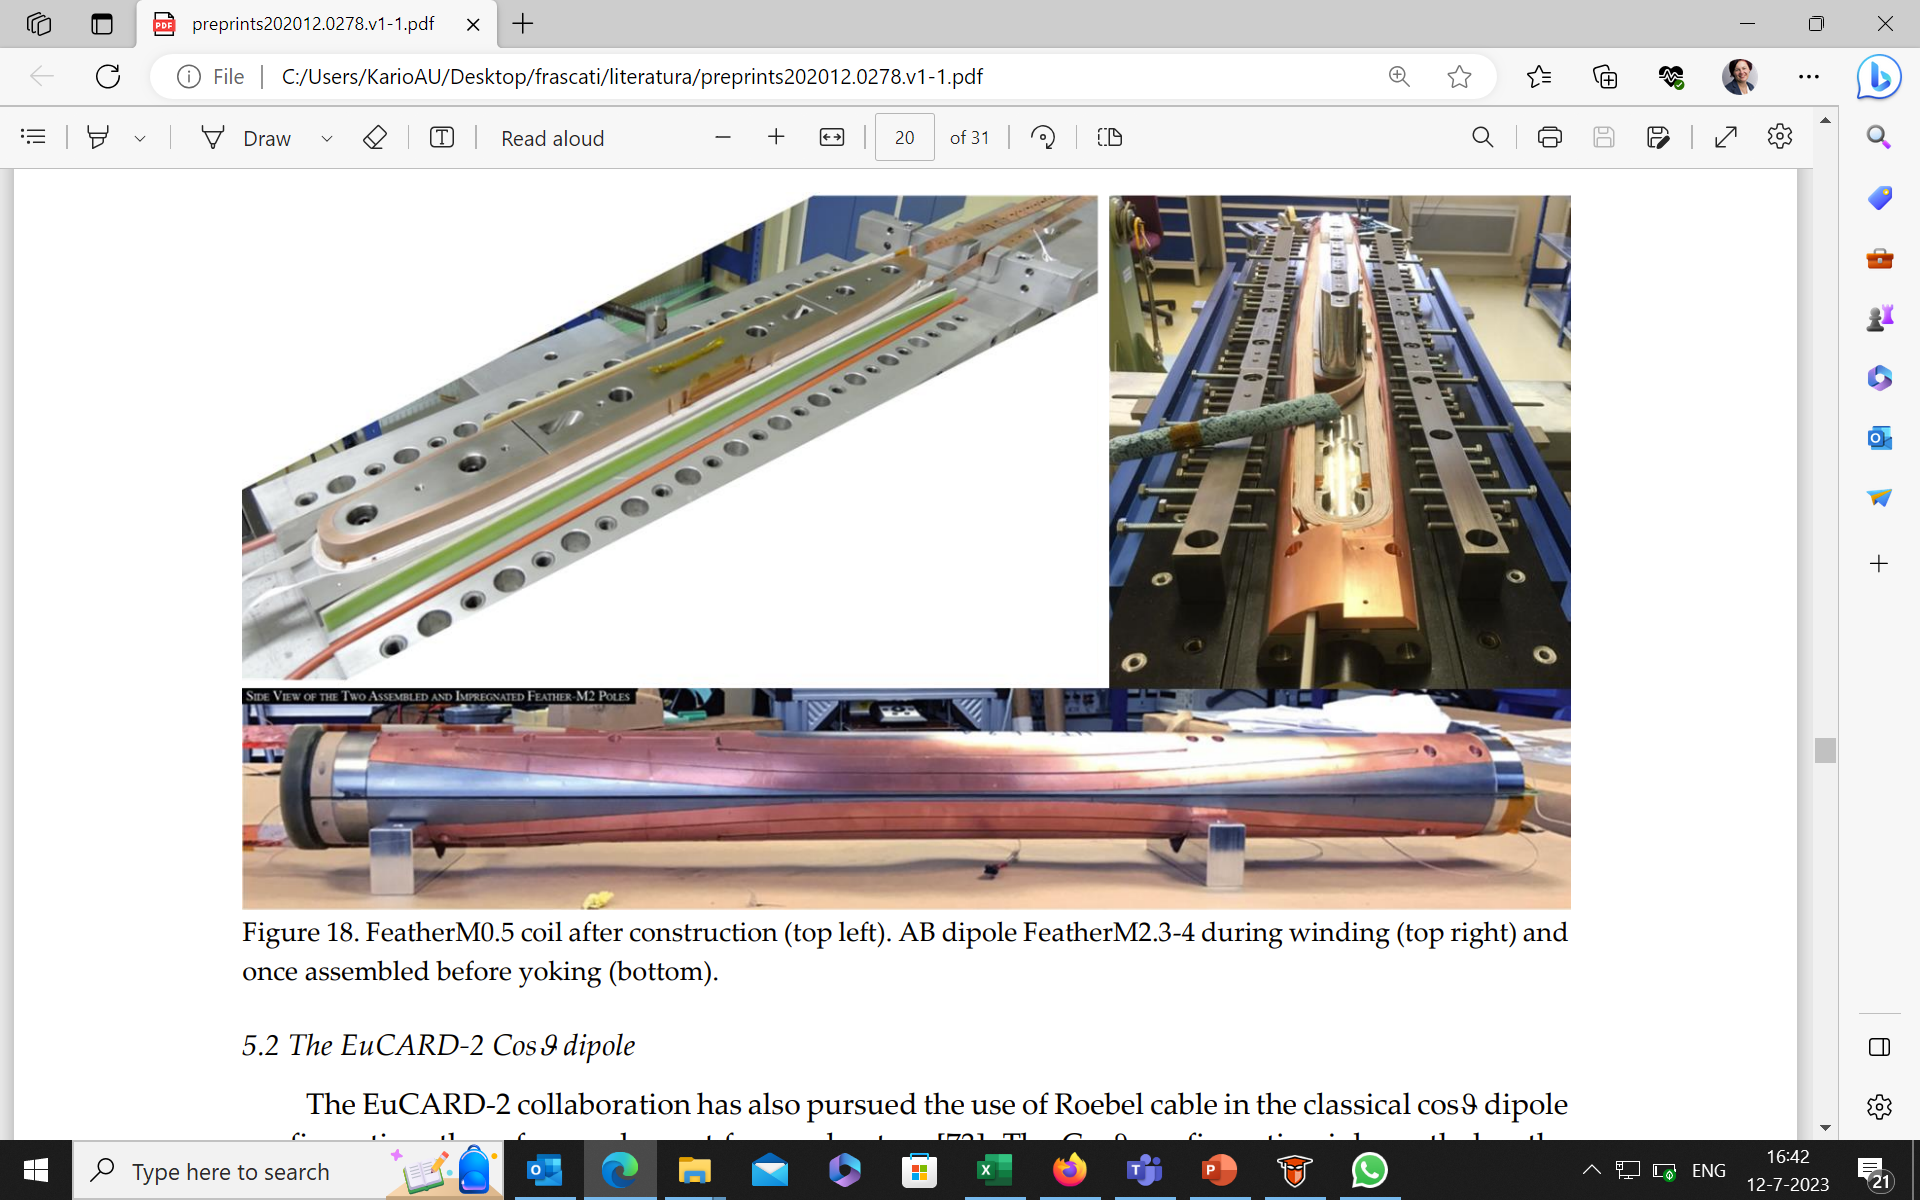 preprints202012.0278.v1-1.pdf
File
C:/Users/KarioAU/Desktop/frascati/literatura/preprints202012.0278.v1-1.pdf
Draw
Read aloud
20
of 31
SIDE VIEW OF THE TWO ASSEMBLED AND IMPREGNATED FEATHER-M2 POLES
Figure 18. FeatherM0.5 coil after construction (top left). AB dipole FeatherM2.3-4 during winding (top right) and
once assembled before yoking (bottom).
5.2 The EuCARD-2 Cosϑ dipole
The EuCARD-2 collaboration has also pursued the use of Roebel cable in the classical cosϑ dipole
Type here to search
ENG
16:42
12-7-2023
21